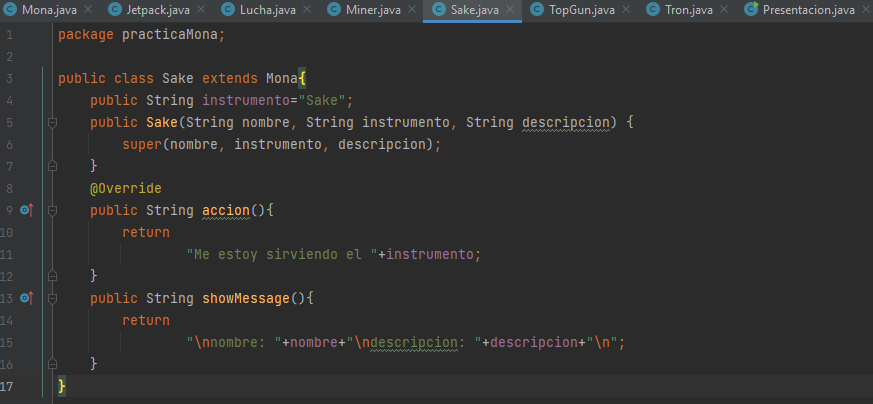 Mona.java Jetpack.java Lucha.java Miner.java Sake.java TopGun.java Tron.java Presentacion.java
1 package practicaMona;
2
3 public class Sake extends Mona{
4     public String instrumento="Sake";
5     public Sake(String nombre, String instrumento, String descripcion) {
6         super(nombre, instrumento, descripcion);
7     }
8     @Override
9     public String accion(){
10         return
11                 "Me estoy sirviendo el "+instrumento;
12     }
13     public String showMessage(){
14         return
15                 "\nnombre: "+nombre+"\ndescripcion: "+descripcion+"\n";
16     }
17 }